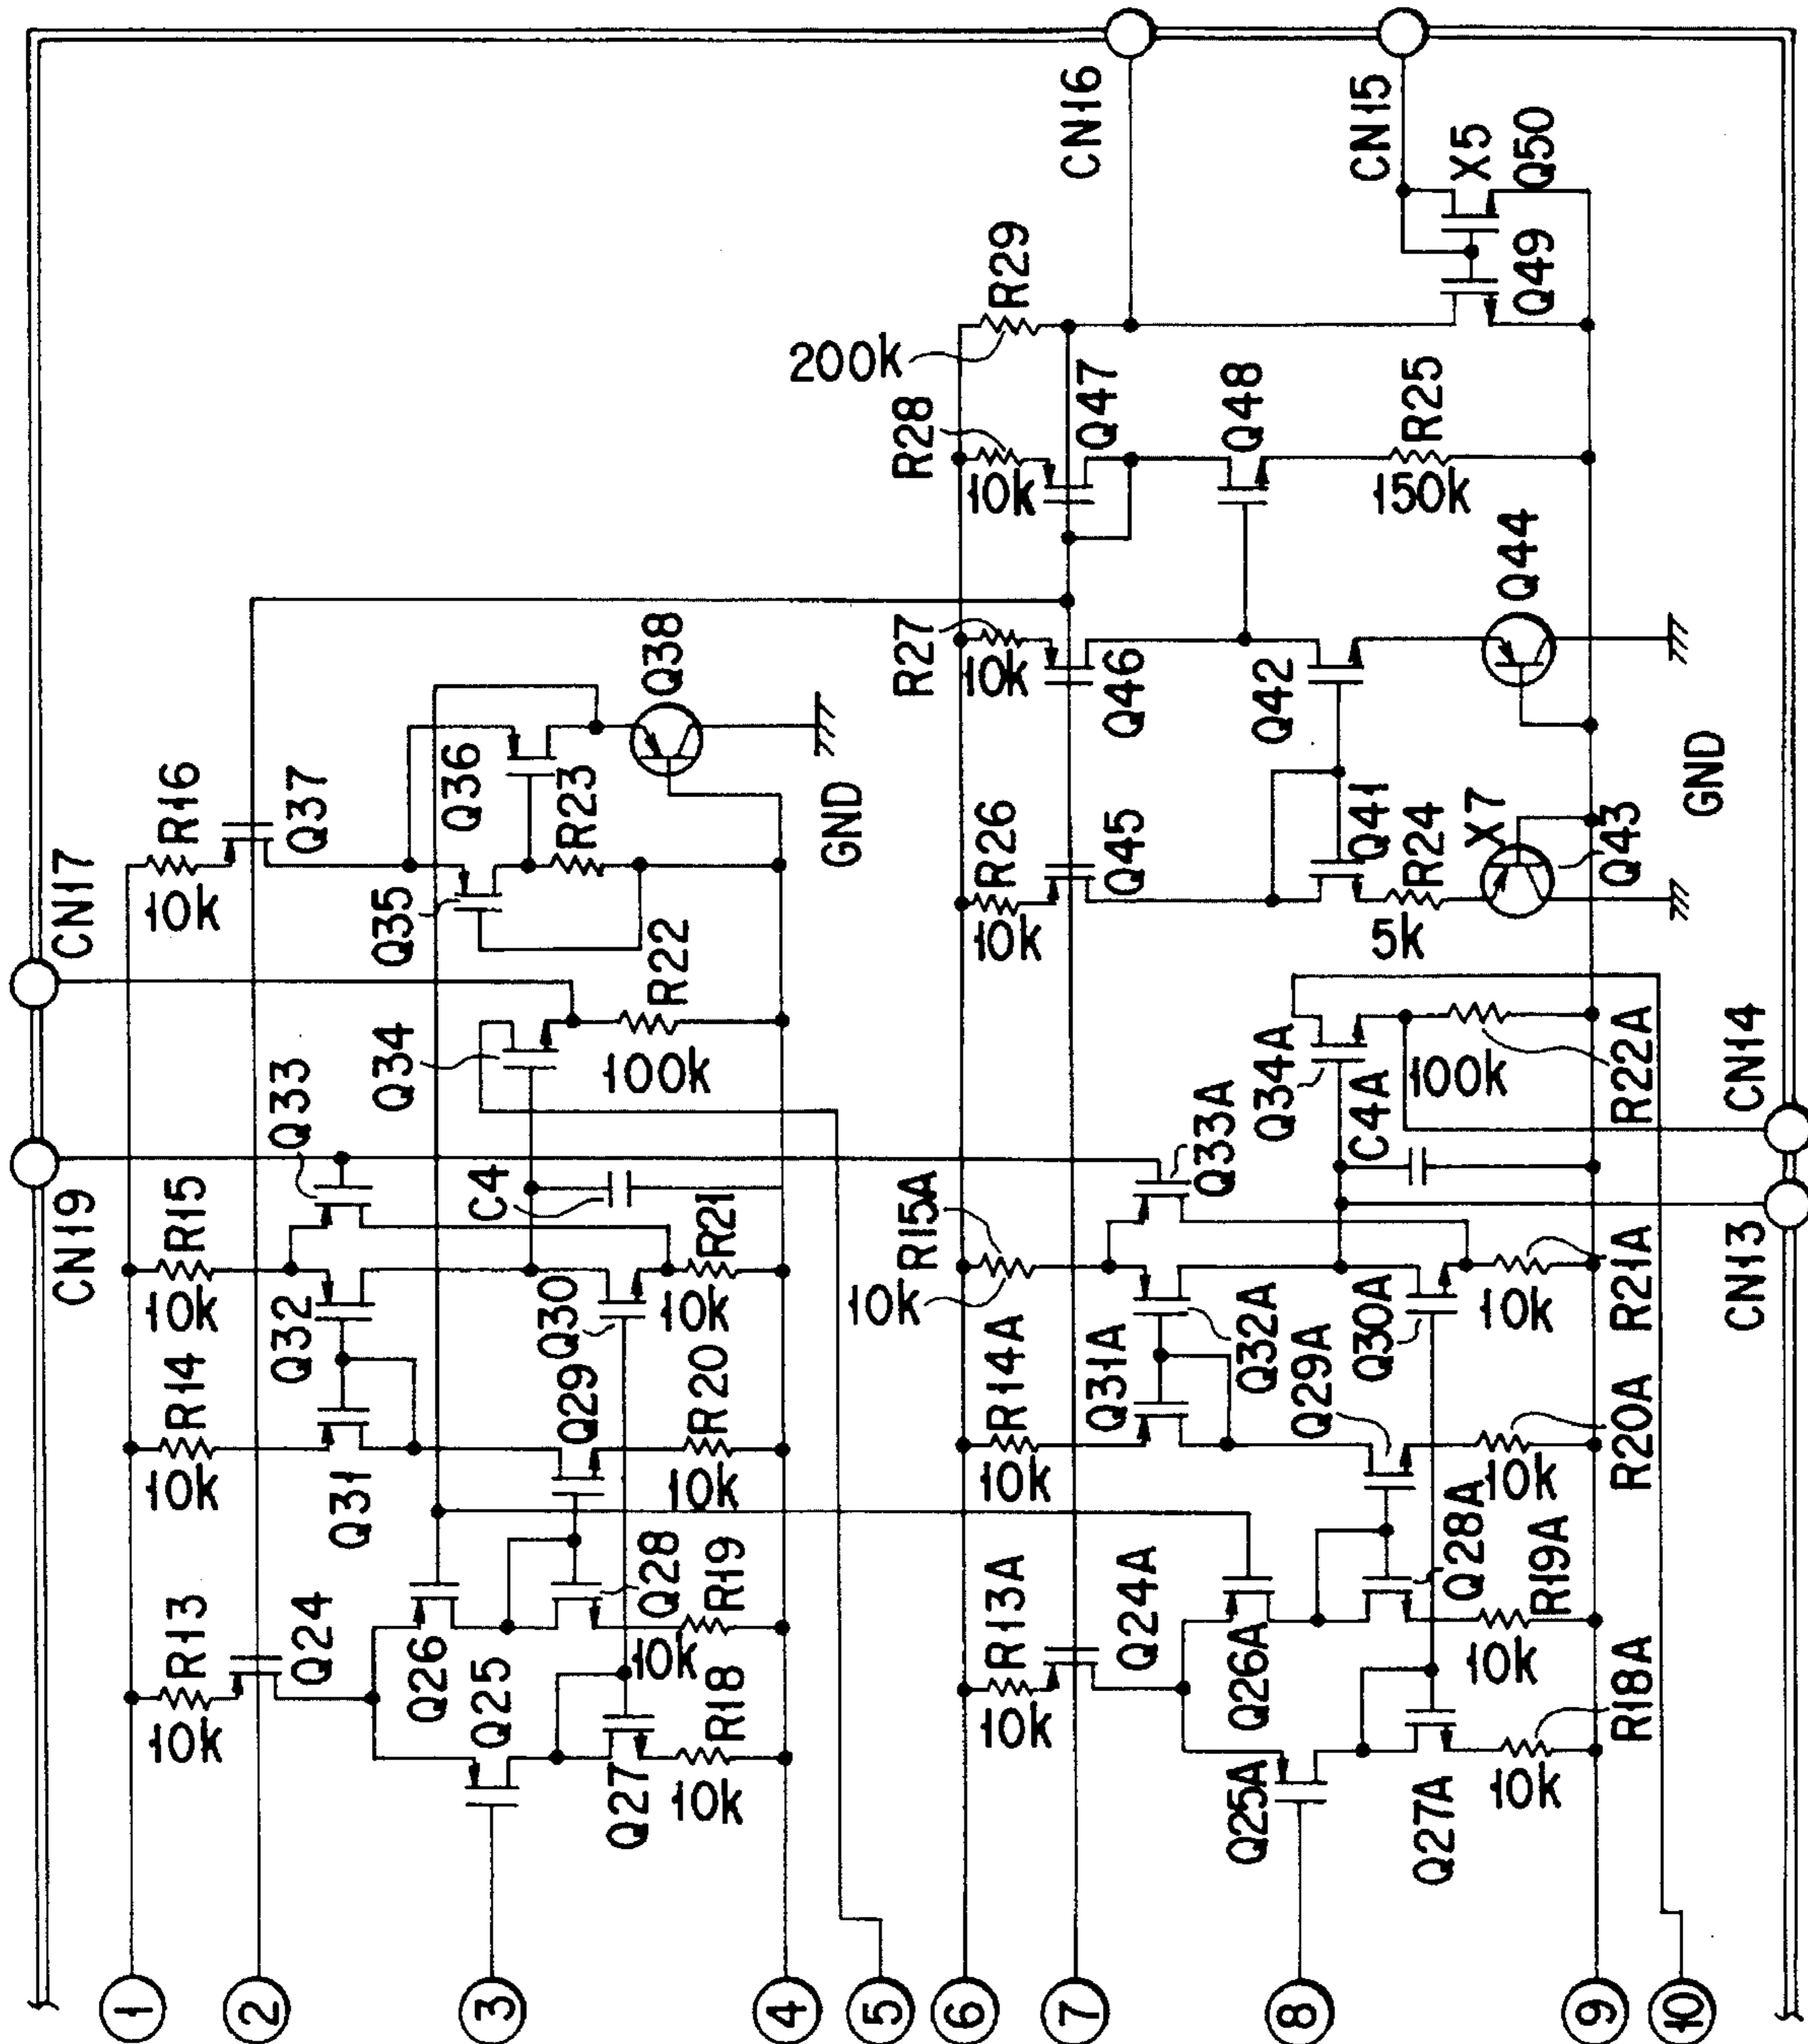 CN16
CN15
X5
Q50
Q49
R29
200k
R28
10k
Q47
Q48
R25
150k
R27
10k
Q46
Q42
Q44
GND
R26
10k
Q45
Q41
R24
5k
X7
Q43
CN17
R16
10k
Q37
Q36
Q35
R23
Q38
GND
Q34
R22
100k
CN19
Q33
R15
10k
Q32
R14
10k
Q31
C4
Q30
R21
10k
Q29
R20
10k
R13
10k
Q24
Q26
Q25
Q28
R19
10k
Q27
R18
10k
R15A
10k
Q33A
Q34A
C4A
100k
R22A
CN14
R14A
10k
Q31A
Q32A
Q29A
Q30A
R21A
10k
CN13
R20A
10k
R13A
10k
Q24A
Q26A
Q25A
Q28A
R19A
10k
Q27A
R18A
10k
1
2
3
4
5
6
7
8
9
10